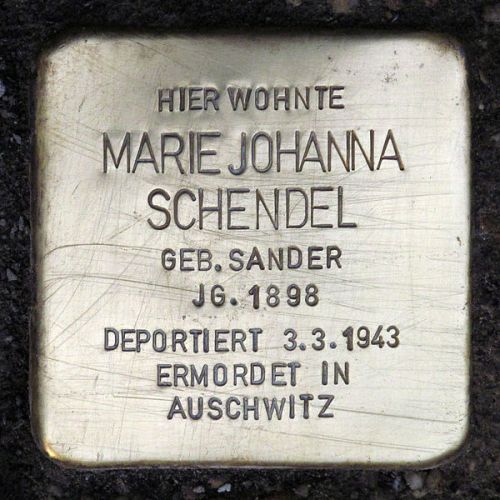 HIER WOHNTE
MARIE JOHANNA
SCHENDEL
GEB. SANDER
JG. 1898
DEPORTIERT 3.3.1943
ERMORDET IN
AUSCHWITZ